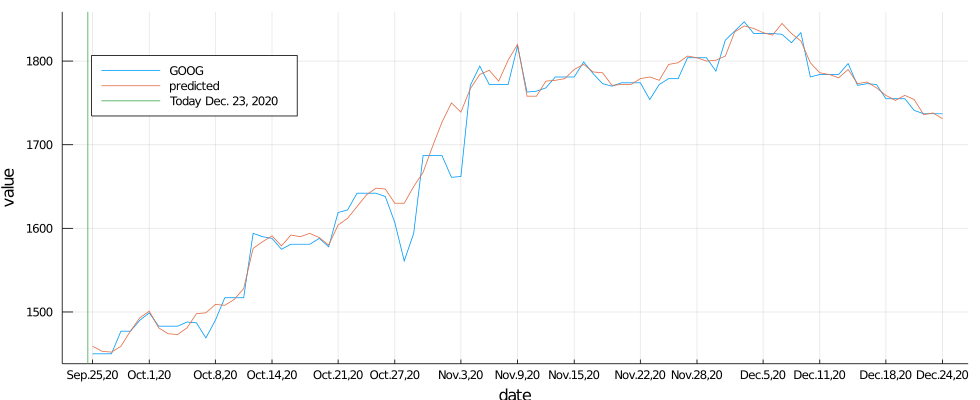 1800
1700
1600
1500
value
GOOG
predicted
Today Dec. 23, 2020
Sep.25,20 Oct.1,20 Oct.8,20 Oct.14,20 Oct.21,20 Oct.27,20 Nov.3,20 Nov.9,20 Nov.15,20 Nov.22,20 Nov.28,20 Dec.5,20 Dec.11,20 Dec.18,20 Dec.24,20
date